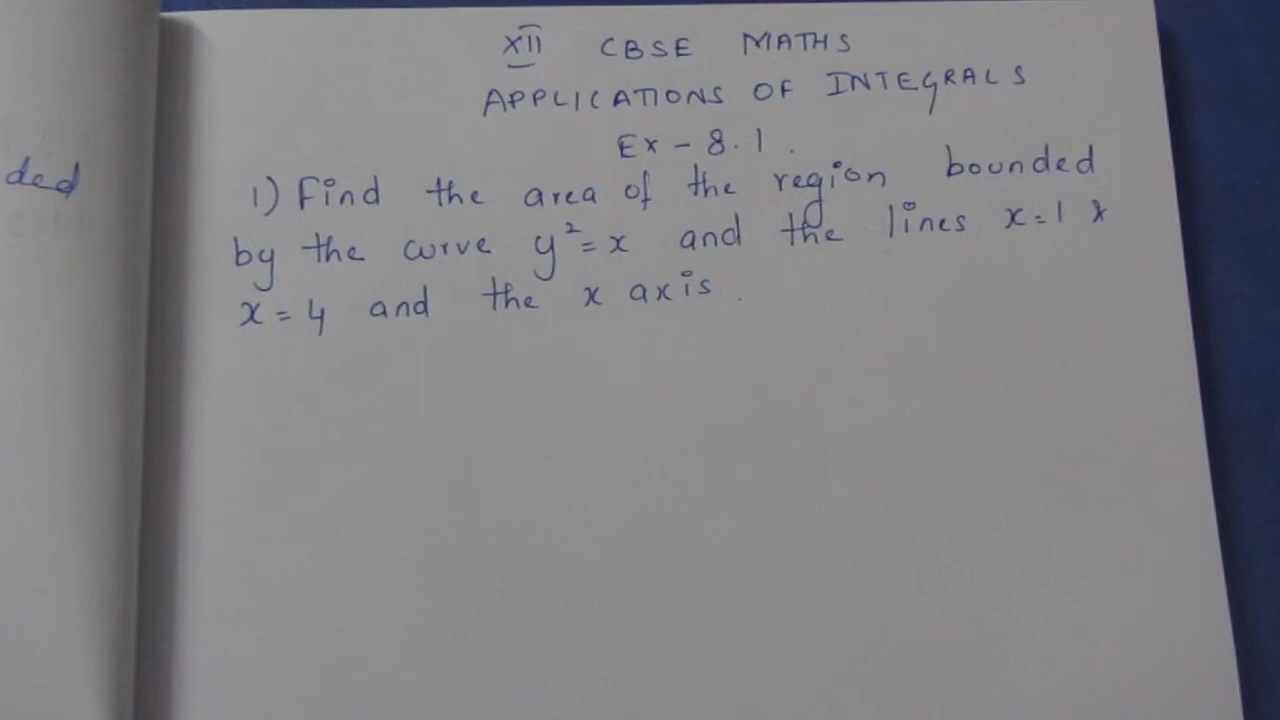 XII CBSE MATHS
APPLICATIONS OF INTEGRALS
Ex - 8.1.
ded
1) Find the area of the region bounded
by the curve y² = x and the lines x = 1 &
x = 4 and the x axis.